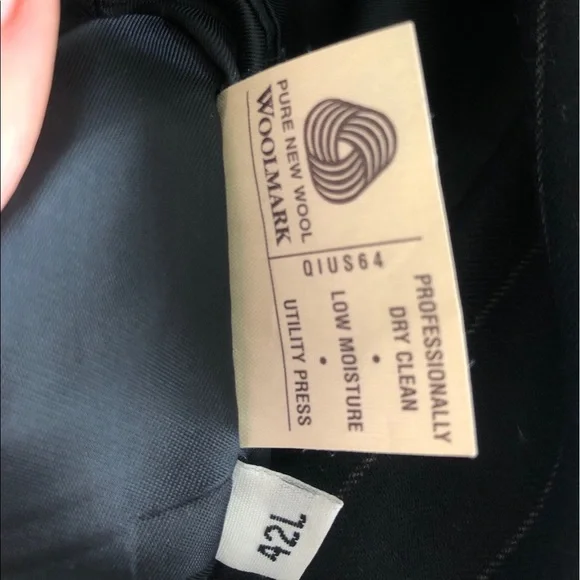 PURE NEW WOOL
WOOLMARK
QIUS64
PROFESSIONALLY
DRY CLEAN
•
LOW MOISTURE
•
UTILITY PRESS
42L